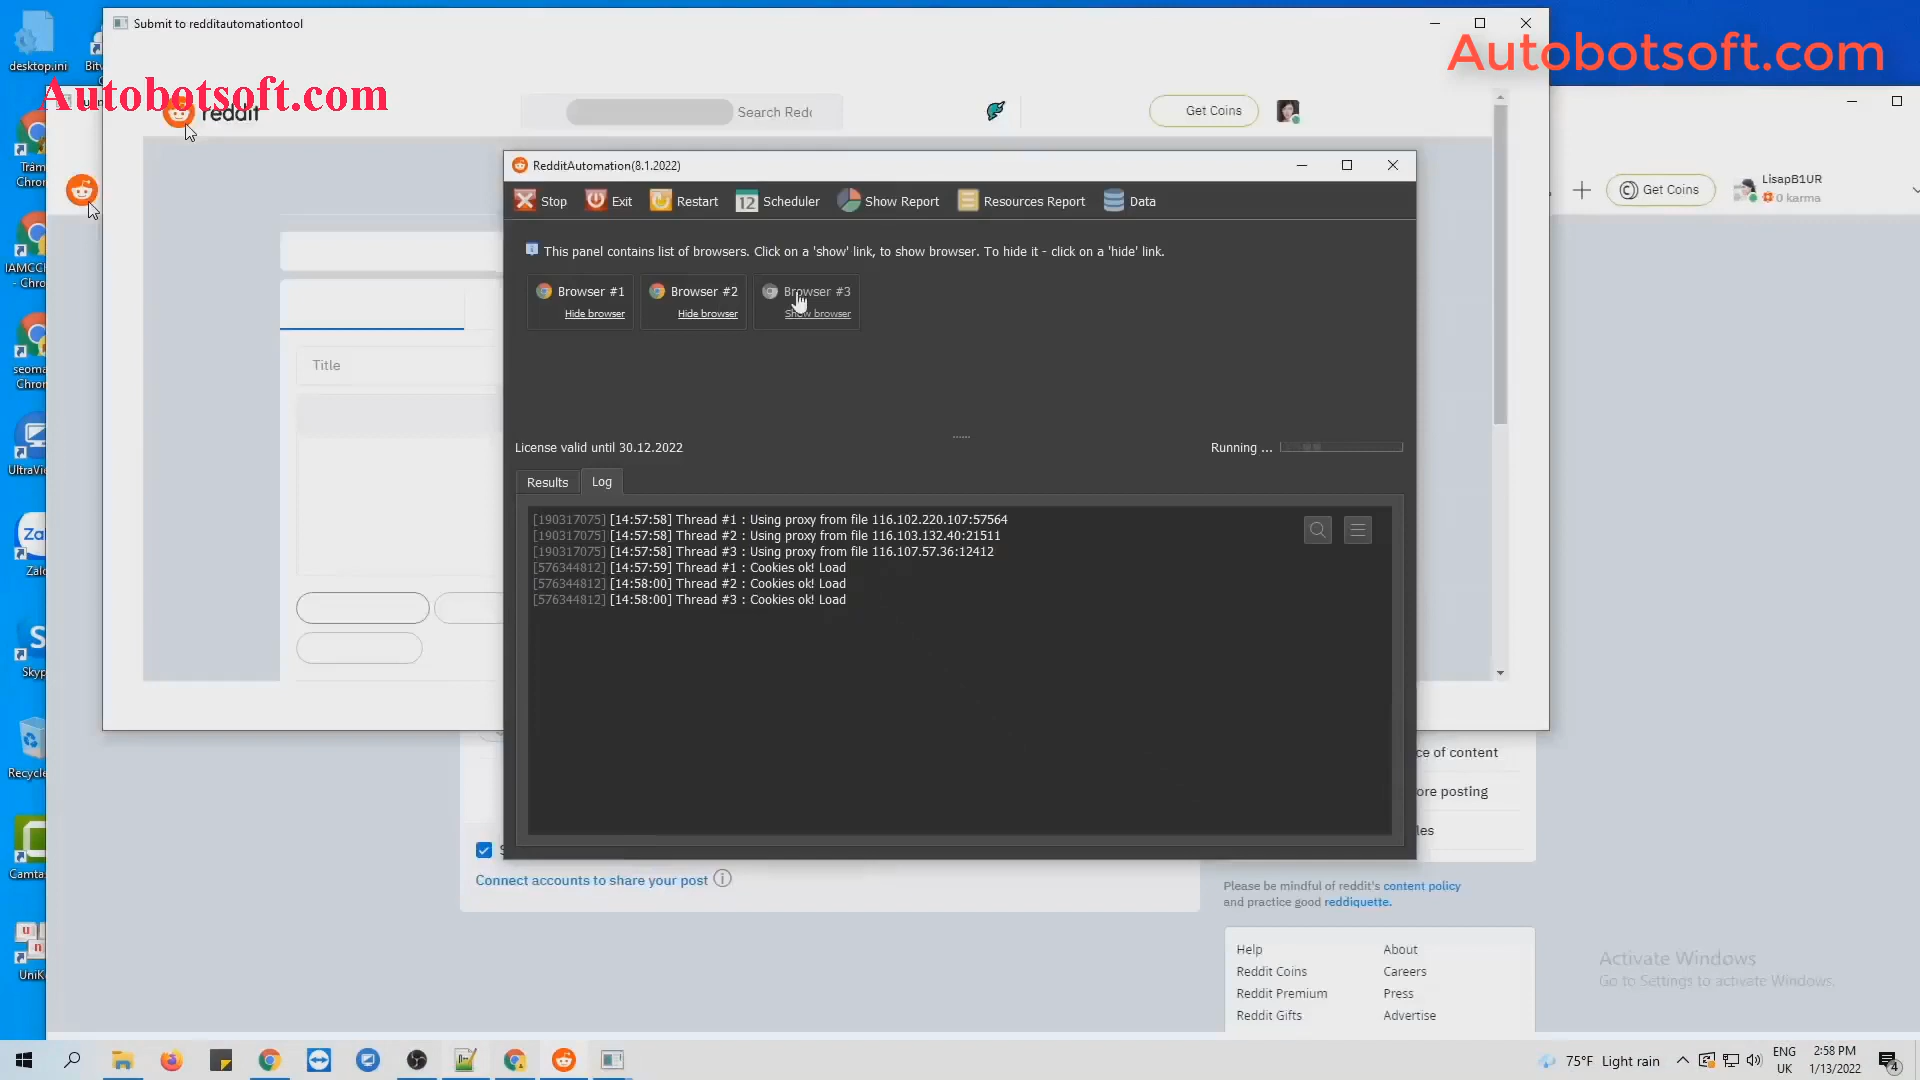 Submit to redditautomationtool
Autobotsoft.com
desktop.ini
Autobotsoft.com
reddit
Get Coins
RedditAutomation(8.1.2022)
Stop
Exit
Restart
12
Scheduler
Show Report
Resources Report
Data
Get Coins
LisapB1UR
0 karma
This panel contains list of browsers. Click on a 'show' link, to show browser. To hide it - click on a 'hide' link.
Browser #1
Hide browser
Browser #2
Hide browser
Browser #3
Show browser
Title
License valid until 30.12.2022
Running ...
Results
Log
[190317075] [14:57:58] Thread #1 : Using proxy from file 116.102.220.107:57564
[190317075] [14:57:58] Thread #2 : Using proxy from file 116.103.132.40:21511
[190317075] [14:57:58] Thread #3 : Using proxy from file 116.107.57.36:12412
[576344812] [14:57:59] Thread #1 : Cookies ok! Load
[576344812] [14:58:00] Thread #2 : Cookies ok! Load
[576344812] [14:58:00] Thread #3 : Cookies ok! Load
of content
posting
Connect accounts to share your post
Please be mindful of reddit's content policy
and practice good reddiquette.
Help
About
Reddit Coins
Careers
Reddit Premium
Press
Reddit Gifts
Advertise
Activate Windows
Go to Settings to activate Windows.
75°F Light rain
ENG
UK
2:58 PM
1/13/2022
4